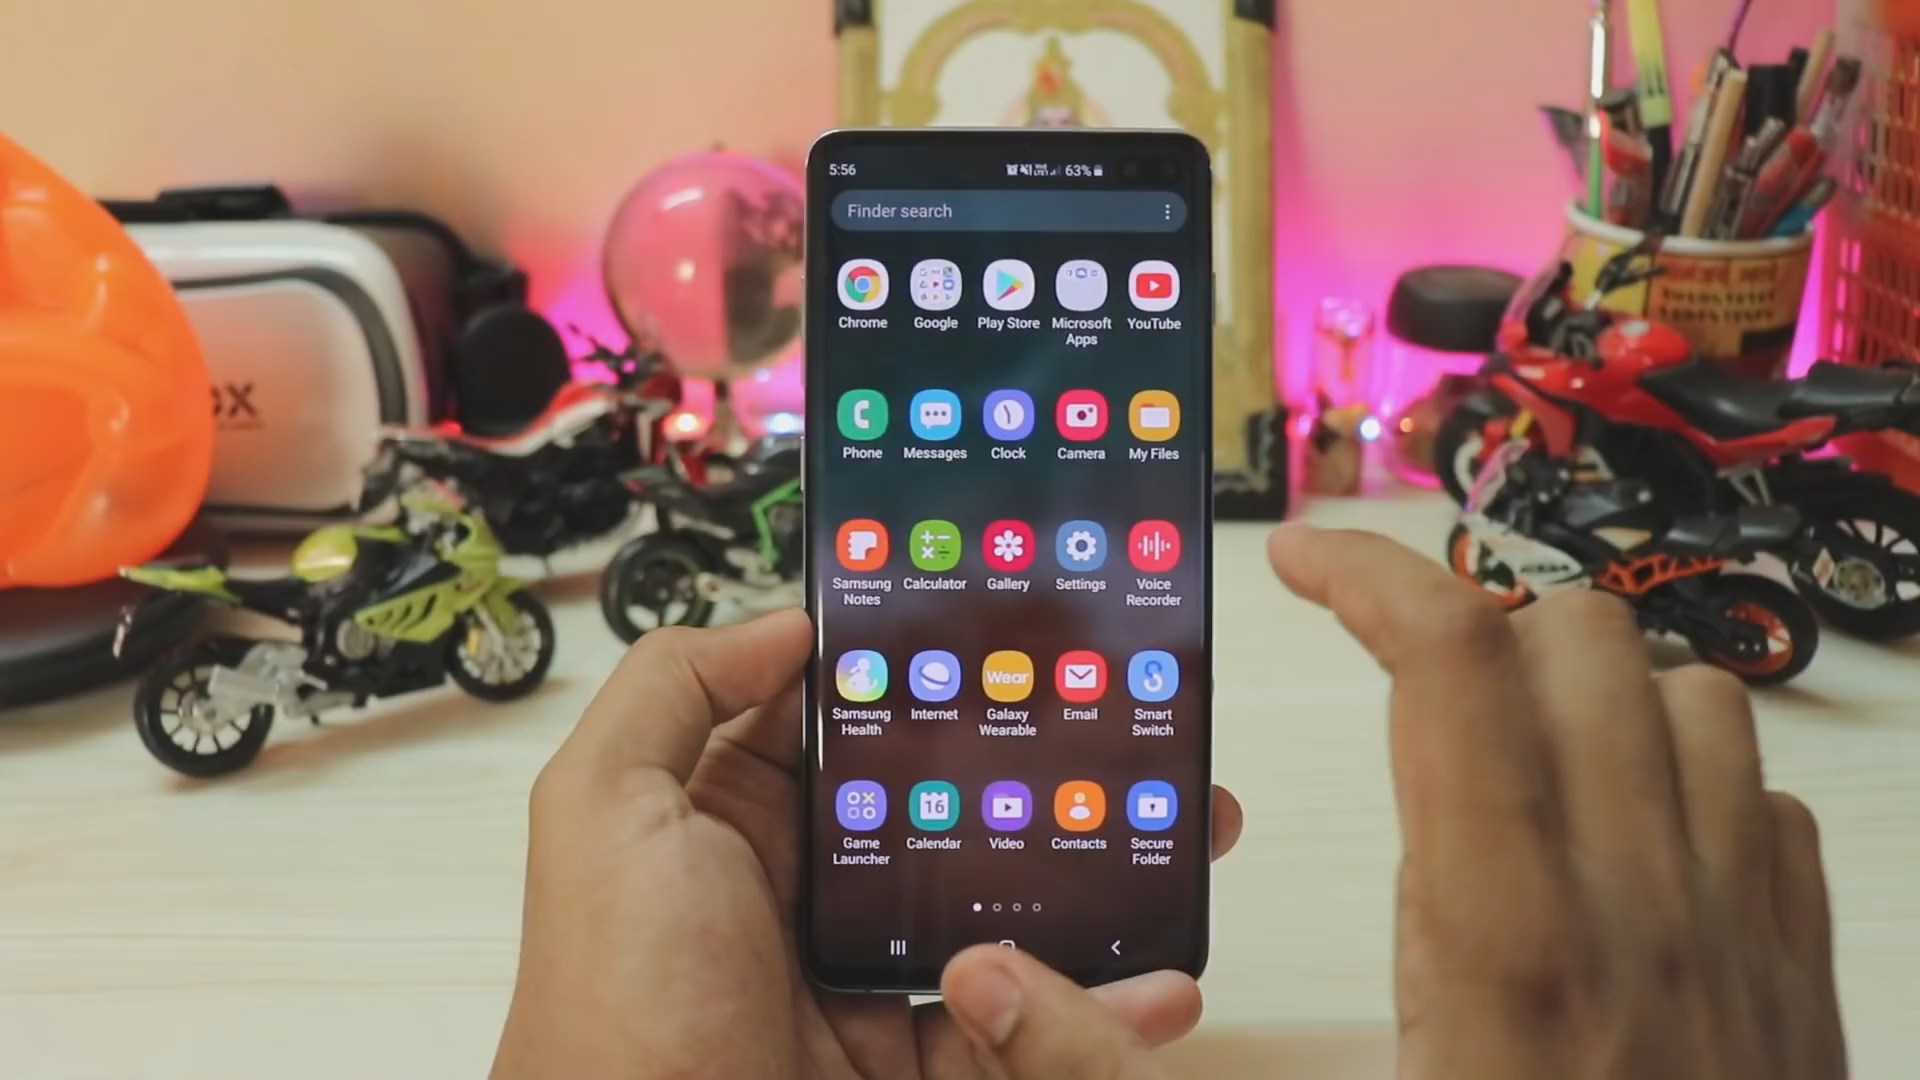 5:56
63%
Finder search
Chrome
Google
Play Store
Microsoft
Apps
YouTube
Phone
Messages
Clock
Camera
My Files
Samsung
Notes
Calculator
Gallery
Settings
Voice
Recorder
Samsung
Health
Internet
Wear
Galaxy
Wearable
Email
Smart
Switch
Game
Launcher
16
Calendar
Video
Contacts
Secure
Folder